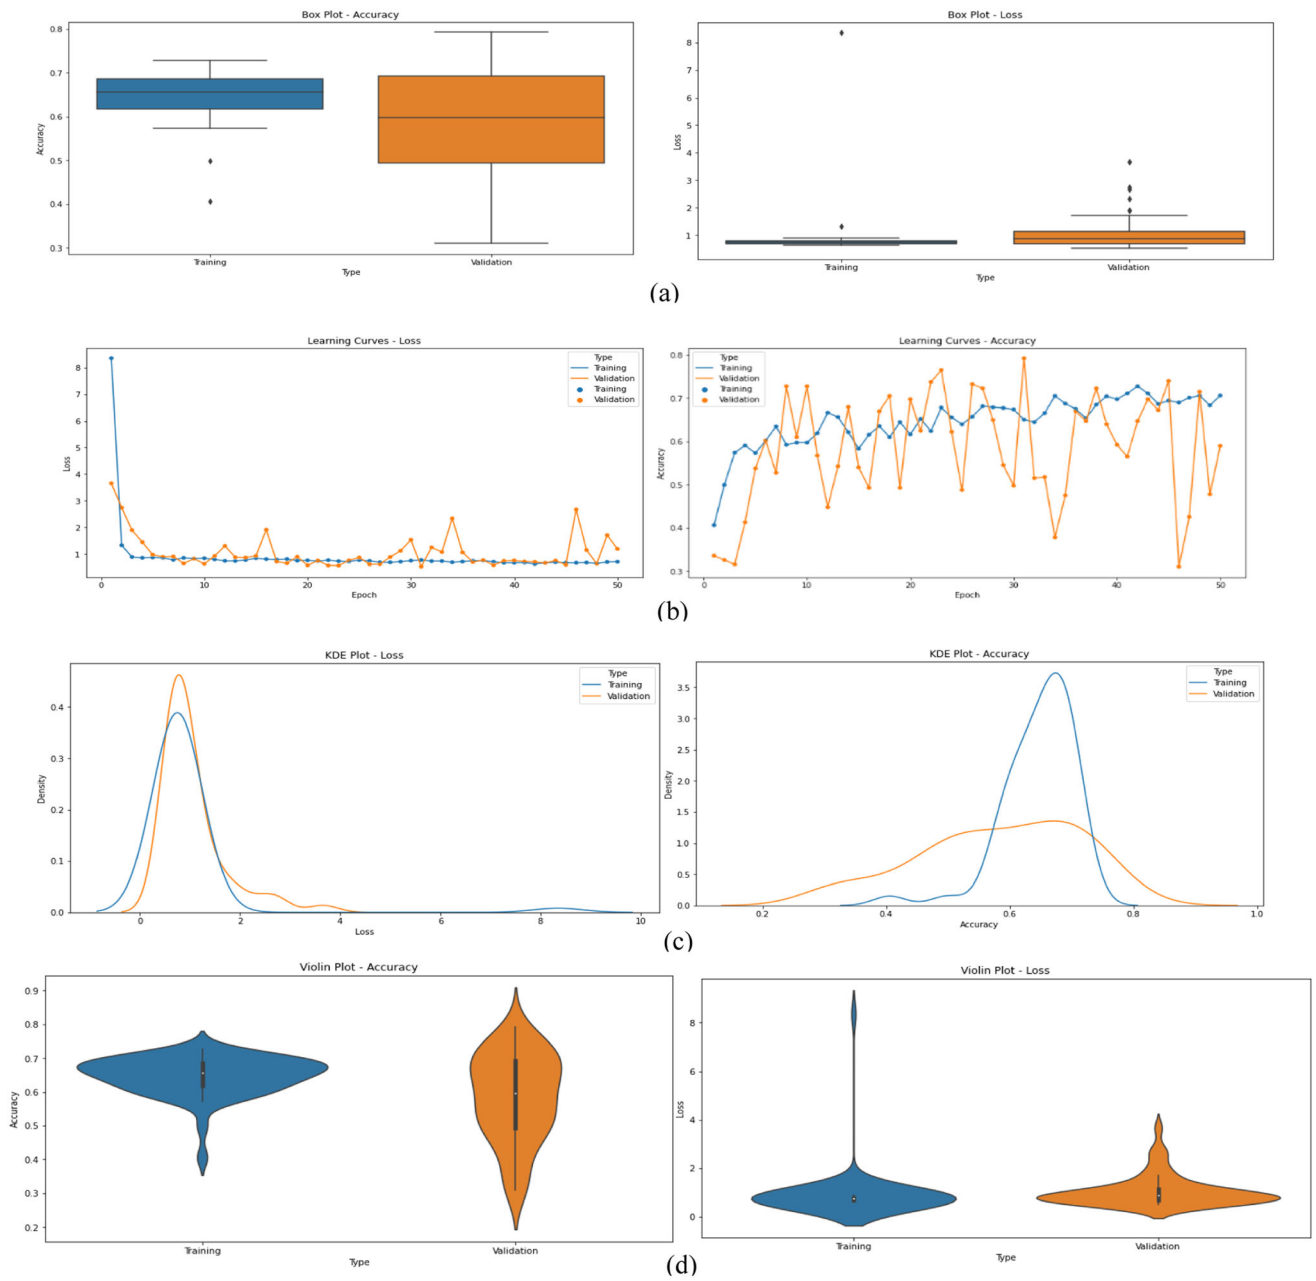 Box Plot - Accuracy
Accuracy
0.8
0.7
0.6
0.5
0.4
0.3
Training
Validation
Type
Box Plot - Loss
Loss
8
7
6
5
4
3
2
1
Training
Validation
Type
(a)
Learning Curves - Loss
Loss
8
7
6
5
4
3
2
1
0
10
20
30
40
50
Epoch
Type
Training
Validation
Training
Validation
Learning Curves - Accuracy
Accuracy
0.8
0.7
0.6
0.5
0.4
0.3
0
10
20
30
40
50
Epoch
Type
Training
Validation
Training
Validation
(b)
KDE Plot - Loss
Density
0.4
0.3
0.2
0.1
0.0
0
2
4
6
8
10
Loss
Type
Training
Validation
KDE Plot - Accuracy
Density
3.5
3.0
2.5
2.0
1.5
1.0
0.5
0.0
0.2
0.4
0.6
0.8
1.0
Accuracy
Type
Training
Validation
(c)
Violin Plot - Accuracy
Accuracy
0.9
0.8
0.7
0.6
0.5
0.4
0.3
0.2
Training
Validation
Type
Violin Plot - Loss
Loss
8
6
4
2
0
Training
Validation
Type
(d)